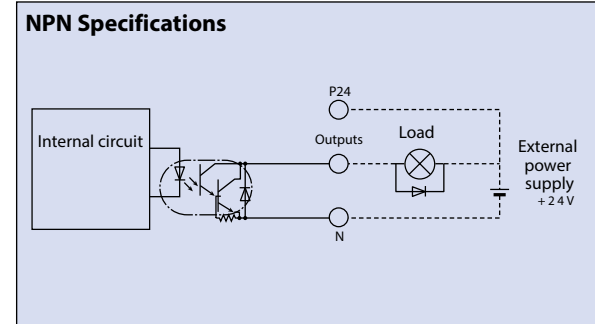 NPN Specifications
P24
Internal circuit
Outputs
Load
External
power
supply
+24V
N